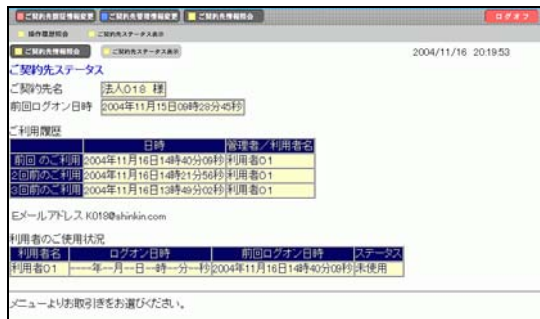 ご契約先登録情報変更 ご契約先管理情報変更 ご契約先情報照会 ログオフ
操作履歴照会 ご契約先ステータス表示
ご契約先情報照会 ご契約先ステータス表示 2004/11/16 20:19:53
ご契約先ステータス
ご契約先名 法人018 様
前回ログオン日時 2004年11月15日09時28分45秒
ご利用履歴
日時 管理者／利用者名
前回 のご利用 2004年11月16日14時40分09秒 利用者01
2回前のご利用 2004年11月16日14時21分56秒 利用者01
3回前のご利用 2004年11月16日13時49分02秒 利用者01
Eメールアドレス K018@shinkin.com
利用者のご使用状況
利用者名 ログオン日時 前回ログオン日時 ステータス
利用者01 ----年--月--日--時--分--秒 2004年11月16日14時40分09秒 未使用
メニューよりお取引きをお選びください。